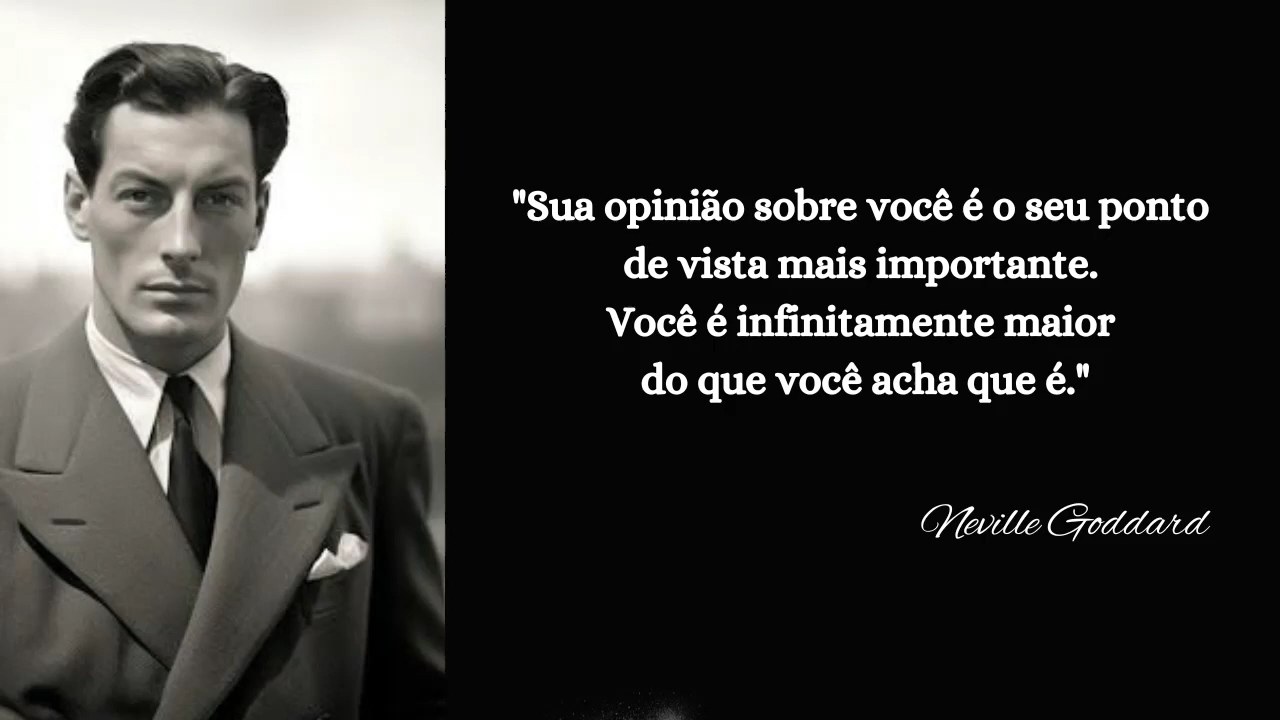 "Sua opinião sobre você é o seu ponto
de vista mais importante.
Você é infinitamente maior
do que você acha que é."
Neville Goddard